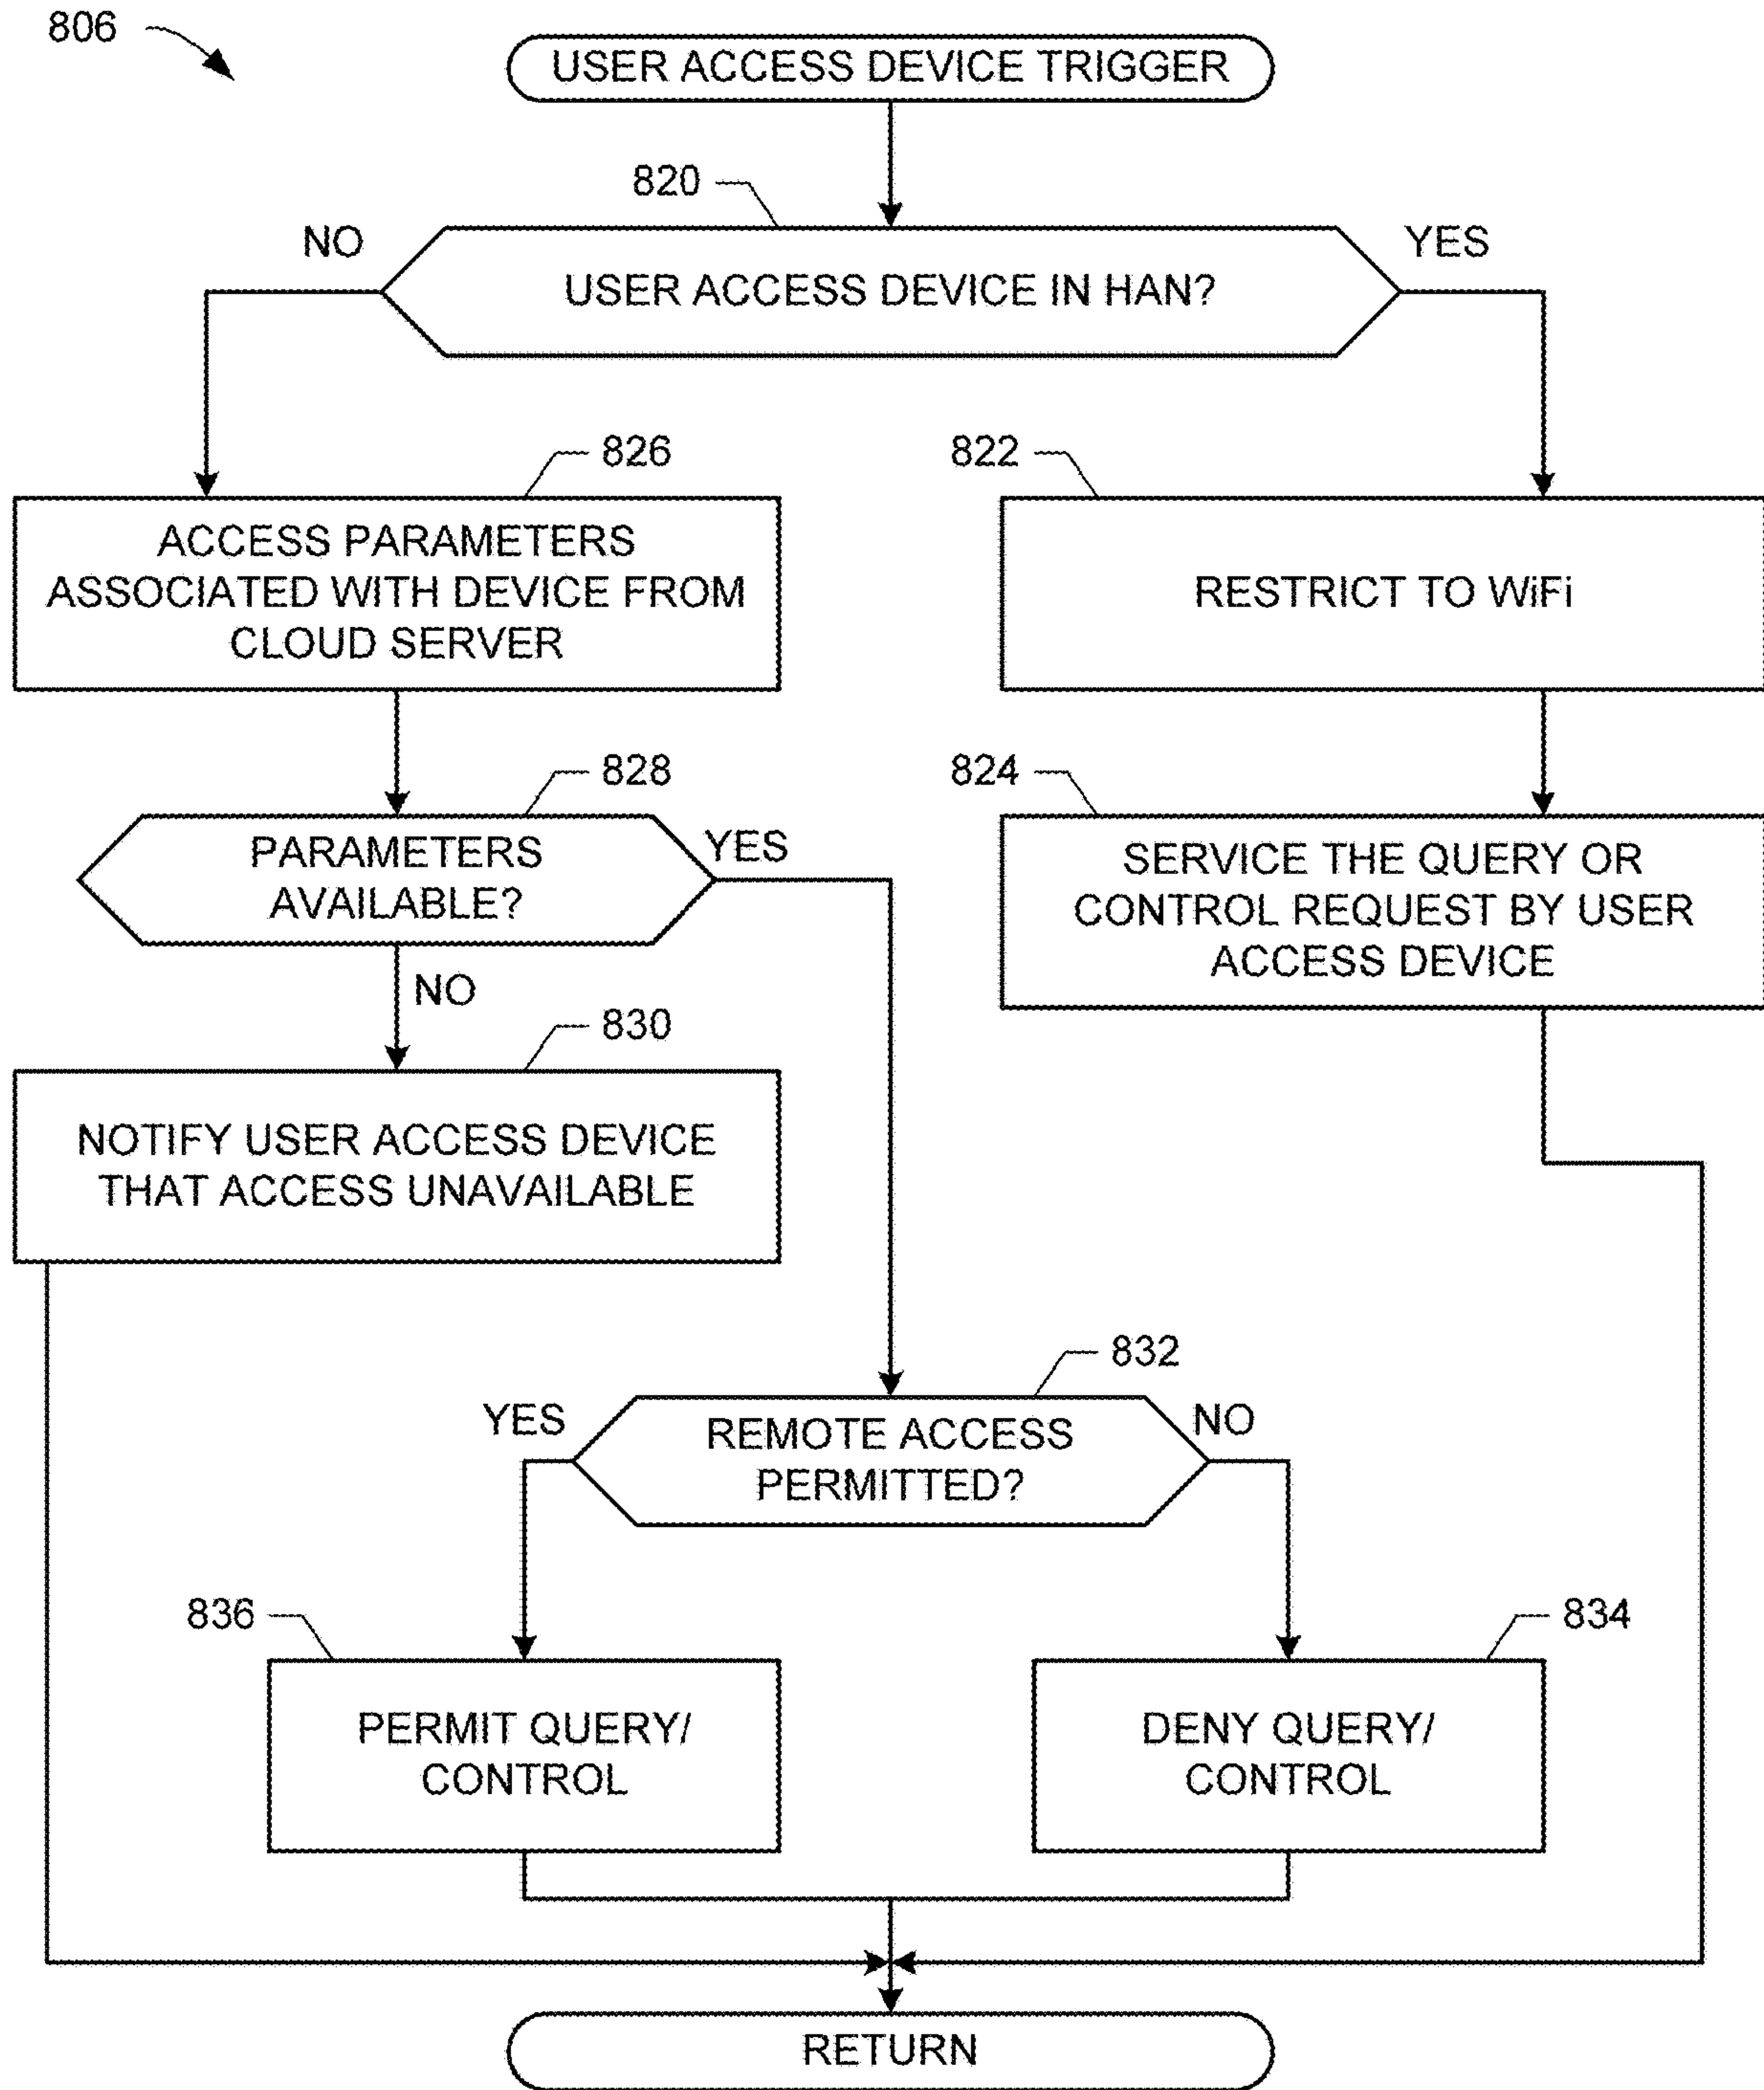 806
USER ACCESS DEVICE TRIGGER
820
NO
YES
USER ACCESS DEVICE IN HAN?
826
822
ACCESS PARAMETERS
ASSOCIATED WITH DEVICE FROM
CLOUD SERVER
RESTRICT TO WiFi
828
824
PARAMETERS
AVAILABLE?
YES
SERVICE THE QUERY OR
CONTROL REQUEST BY USER
ACCESS DEVICE
NO
830
NOTIFY USER ACCESS DEVICE
THAT ACCESS UNAVAILABLE
832
YES
NO
REMOTE ACCESS
PERMITTED?
836
834
PERMIT QUERY/
CONTROL
DENY QUERY/
CONTROL
RETURN